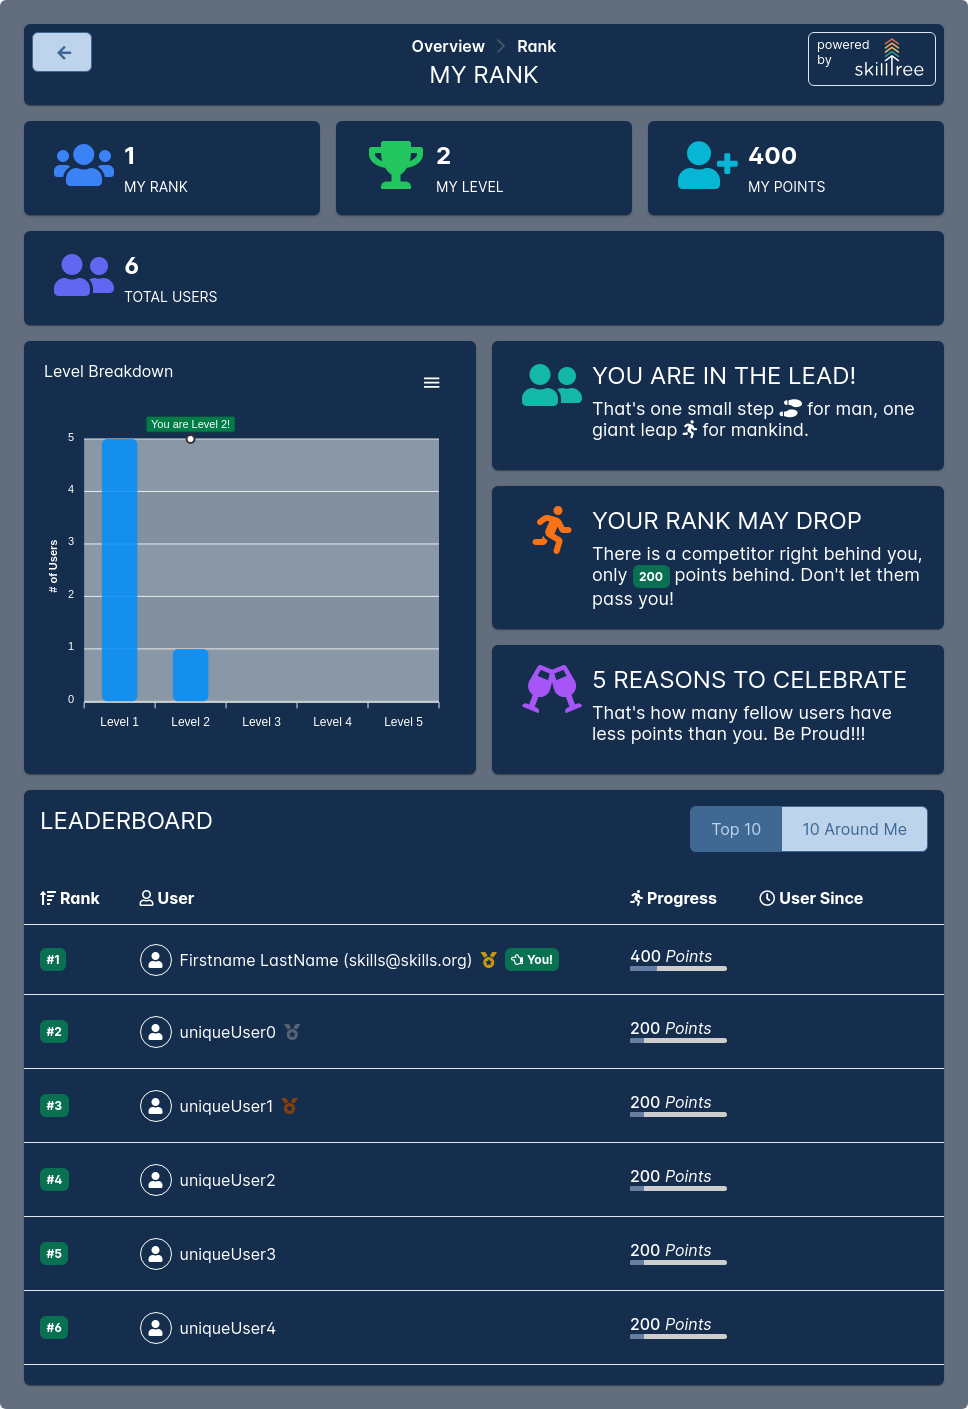 Overview Rank
MY RANK
powered
by
skilltree
1
MY RANK
2
MY LEVEL
400
MY POINTS
6
TOTAL USERS
Level Breakdown
You are Level 2!
5
4
3
2
1
0
# of Users
Level 1 Level 2 Level 3 Level 4 Level 5
YOU ARE IN THE LEAD!
That's one small step for man, one
giant leap for mankind.
YOUR RANK MAY DROP
There is a competitor right behind you,
only 200 points behind. Don't let them
pass you!
5 REASONS TO CELEBRATE
That's how many fellow users have
less points than you. Be Proud!!!
LEADERBOARD
Top 10 10 Around Me
Rank User Progress User Since
#1 Firstname LastName (skills@skills.org) You! 400 Points
#2 uniqueUser0 200 Points
#3 uniqueUser1 200 Points
#4 uniqueUser2 200 Points
#5 uniqueUser3 200 Points
#6 uniqueUser4 200 Points